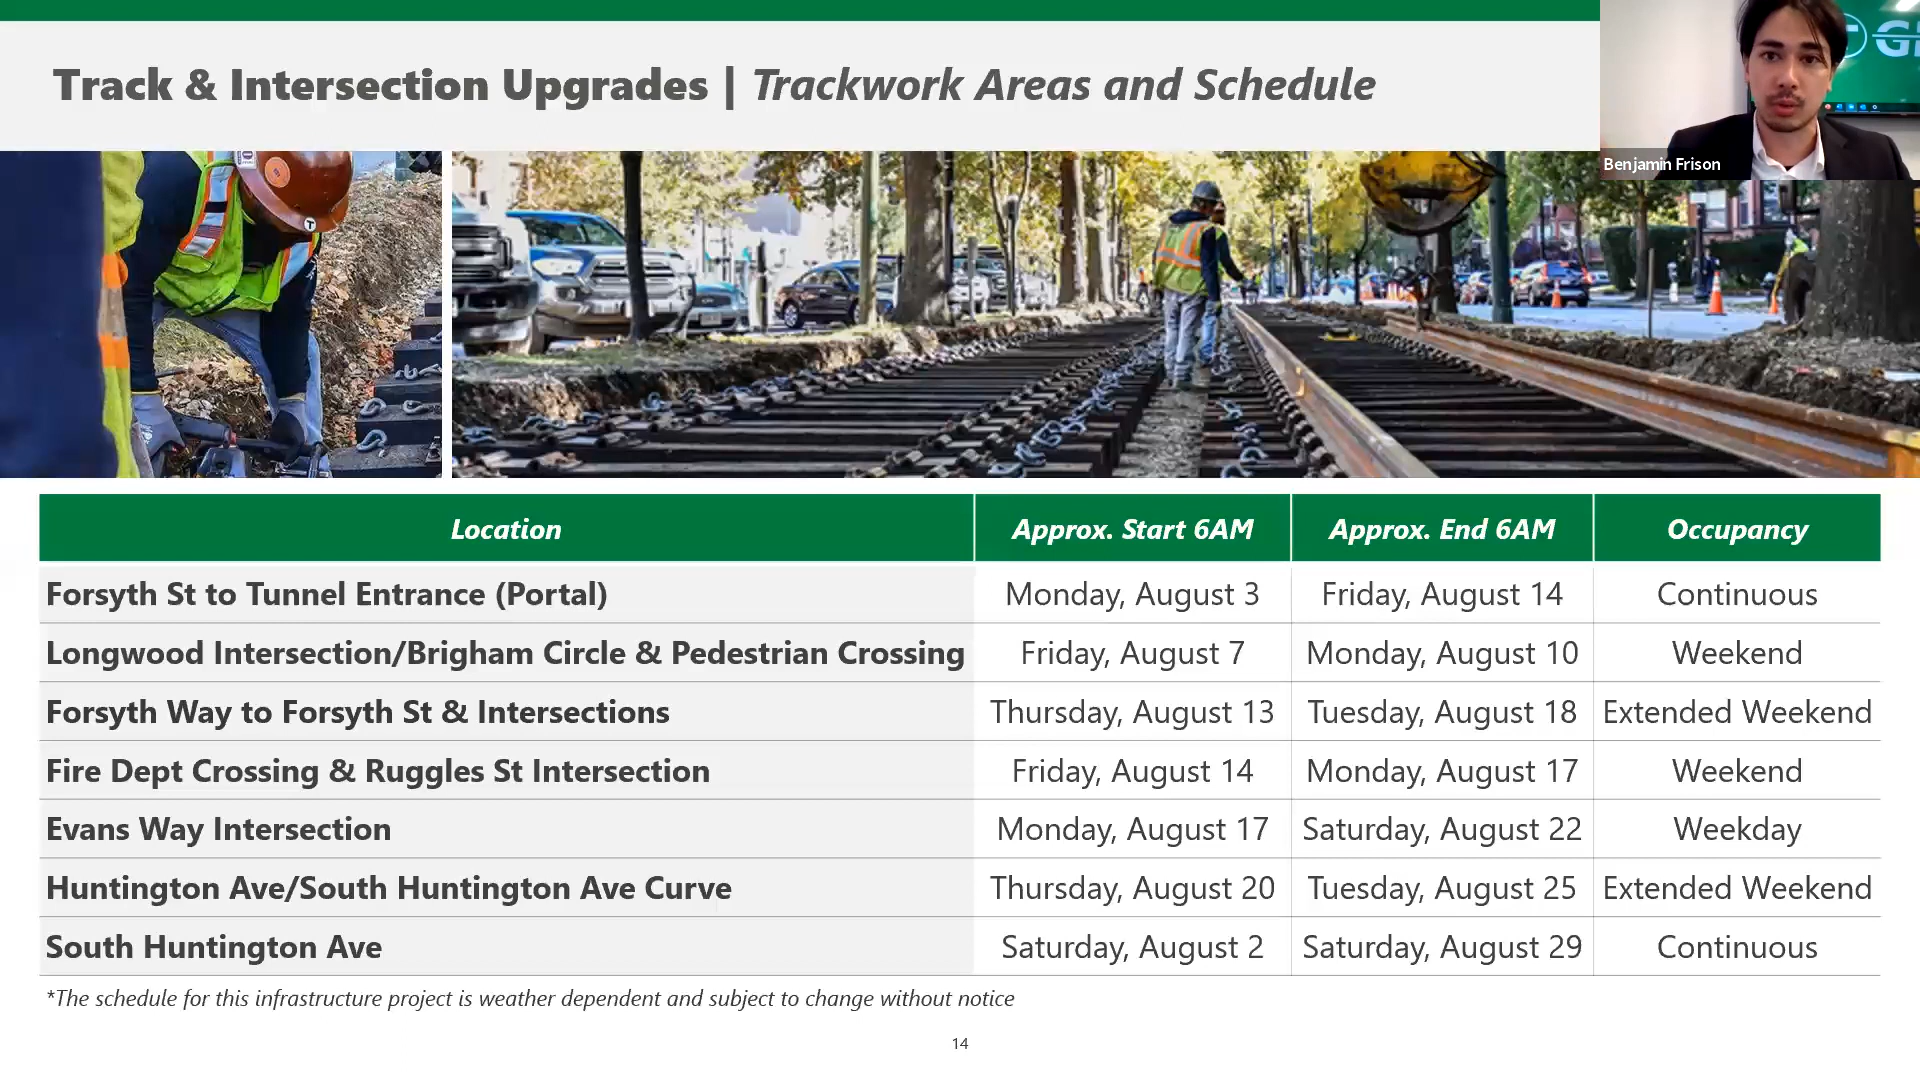 Track & Intersection Upgrades | Trackwork Areas and Schedule
Benjamin Frison
T
Location Approx. Start 6AM Approx. End 6AM Occupancy
Forsyth St to Tunnel Entrance (Portal) Monday, August 3 Friday, August 14 Continuous
Longwood Intersection/Brigham Circle & Pedestrian Crossing Friday, August 7 Monday, August 10 Weekend
Forsyth Way to Forsyth St & Intersections Thursday, August 13 Tuesday, August 18 Extended Weekend
Fire Dept Crossing & Ruggles St Intersection Friday, August 14 Monday, August 17 Weekend
Evans Way Intersection Monday, August 17 Saturday, August 22 Weekday
Huntington Ave/South Huntington Ave Curve Thursday, August 20 Tuesday, August 25 Extended Weekend
South Huntington Ave Saturday, August 2 Saturday, August 29 Continuous
*The schedule for this infrastructure project is weather dependent and subject to change without notice
14